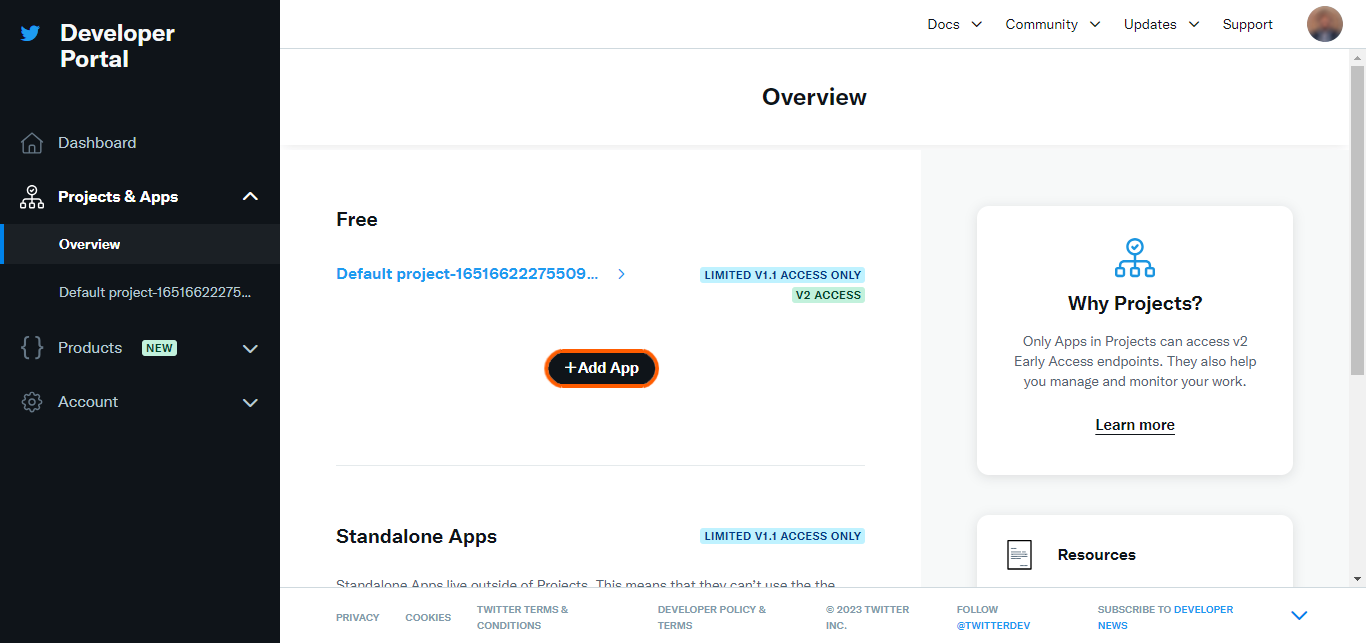 Developer
Portal
Docs
Community
Updates
Support
Overview
Dashboard
Projects & Apps
Overview
Default project-16516622275...
Products
NEW
Account
Free
Default project-16516622275509...
LIMITED V1.1 ACCESS ONLY
V2 ACCESS
+Add App
Standalone Apps
LIMITED V1.1 ACCESS ONLY
Standalone Apps live outside of Projects. This means that they can't use the the
Why Projects?
Only Apps in Projects can access v2
Early Access endpoints. They also help
you manage and monitor your work.
Learn more
Resources
PRIVACY
COOKIES
TWITTER TERMS &
CONDITIONS
DEVELOPER POLICY &
TERMS
© 2023 TWITTER
INC.
FOLLOW
@TWITTERDEV
SUBSCRIBE TO DEVELOPER
NEWS